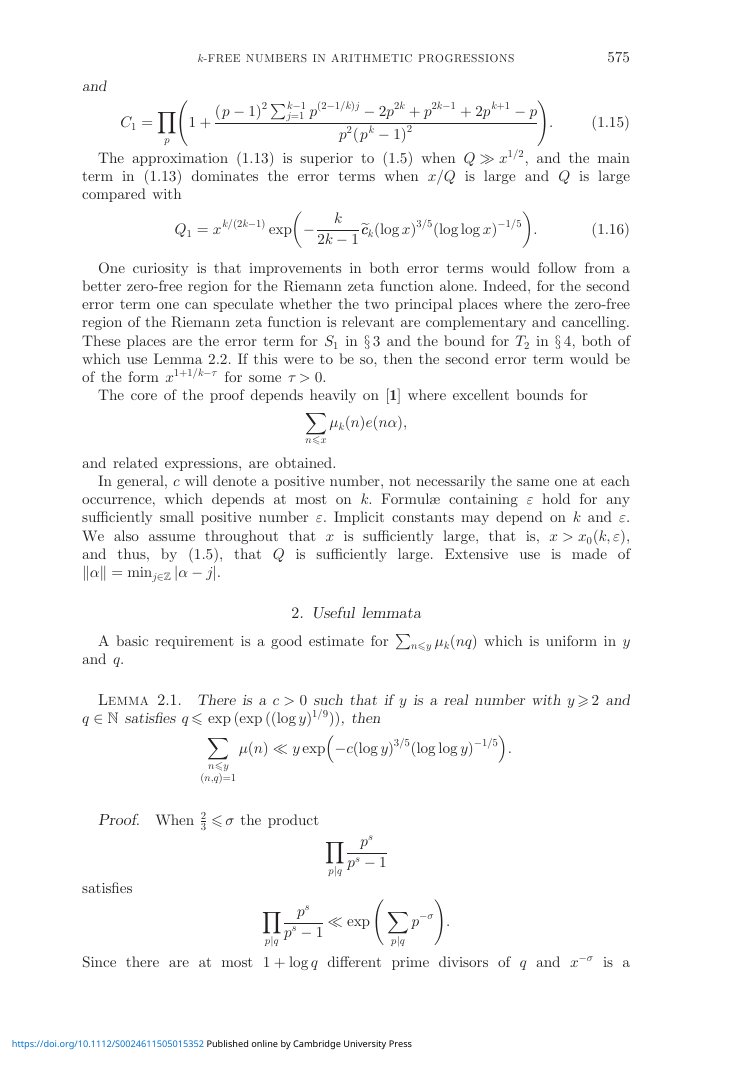 k-FREE NUMBERS IN ARITHMETIC PROGRESSIONS 575
and
C₁ = ∏_p (1 + ((p − 1)² ∑_{j=1}^{k−1} p^{(2−1/k)j} − 2p^{2k} + p^{2k−1} + 2p^{k+1} − p) / (p²(p^k − 1)²)). (1.15)
The approximation (1.13) is superior to (1.5) when Q ≫ x^{1/2}, and the main
term in (1.13) dominates the error terms when x/Q is large and Q is large
compared with
Q₁ = x^{k/(2k−1)} exp(−(k/(2k − 1)) c̃_k (log x)^{3/5}(log log x)^{−1/5}). (1.16)
One curiosity is that improvements in both error terms would follow from a
better zero-free region for the Riemann zeta function alone. Indeed, for the second
error term one can speculate whether the two principal places where the zero-free
region of the Riemann zeta function is relevant are complementary and cancelling.
These places are the error term for S₁ in § 3 and the bound for T₂ in § 4, both of
which use Lemma 2.2. If this were to be so, then the second error term would be
of the form x^{1+1/k−τ} for some τ > 0.
The core of the proof depends heavily on [1] where excellent bounds for
∑_{n⩽x} μ_k(n)e(nα),
and related expressions, are obtained.
In general, c will denote a positive number, not necessarily the same one at each
occurrence, which depends at most on k. Formulæ containing ε hold for any
sufficiently small positive number ε. Implicit constants may depend on k and ε.
We also assume throughout that x is sufficiently large, that is, x > x₀(k, ε),
and thus, by (1.5), that Q is sufficiently large. Extensive use is made of
‖α‖ = min_{j∈ℤ} |α − j|.
2. Useful lemmata
A basic requirement is a good estimate for ∑_{n⩽y} μ_k(nq) which is uniform in y
and q.
LEMMA 2.1. There is a c > 0 such that if y is a real number with y ⩾ 2 and
q ∈ ℕ satisfies q ⩽ exp (exp ((log y)^{1/9})), then
∑_{n⩽y, (n,q)=1} μ(n) ≪ y exp(−c(log y)^{3/5}(log log y)^{−1/5}).
Proof. When 2/3 ⩽ σ the product
∏_{p|q} p^s/(p^s − 1)
satisfies
∏_{p|q} p^s/(p^s − 1) ≪ exp(∑_{p|q} p^{−σ}).
Since there are at most 1 + log q different prime divisors of q and x^{−σ} is a
https://doi.org/10.1112/S0024611505015352 Published online by Cambridge University Press